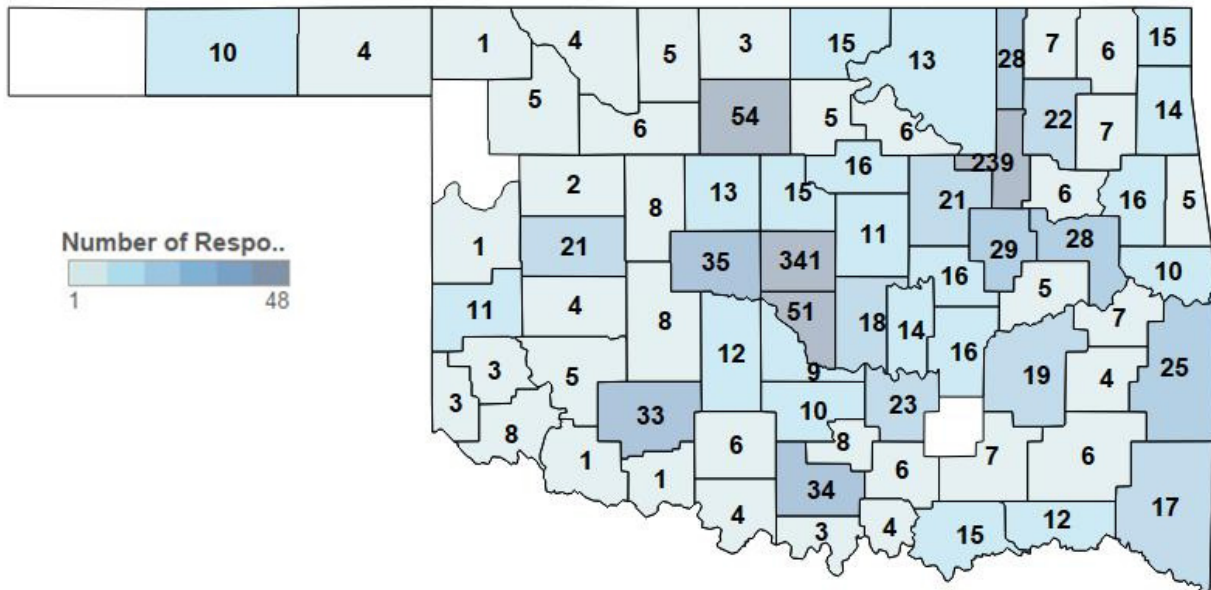 1 4 5 3 15 13 28 7 6 15
10 4
5 6 54 5 6 22 7 14
239
2 8 13 15 16 21 6 16 5
1 21 35 341 11 29 28 10
Number of Respo..
1 48
11 4 8 51 18 14 16 5 7
12 9 16 19 4 25
3 5
3 8 33 10 23
6 8 7 6
1 1 34 6 17
4 3 4 15 12